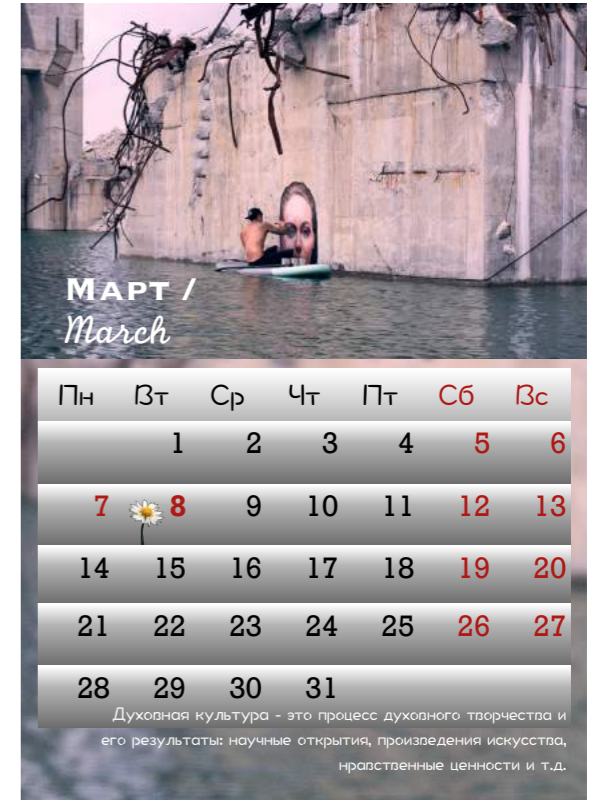 МАРТ /
March
Пн Вт Ср Чт Пт Сб Вс
1 2 3 4 5 6
7 8 9 10 11 12 13
14 15 16 17 18 19 20
21 22 23 24 25 26 27
28 29 30 31
Духовная культура - это процесс духовного творчества и
его результаты: научные открытия, произведения искусства,
нравственные ценности и т.д.